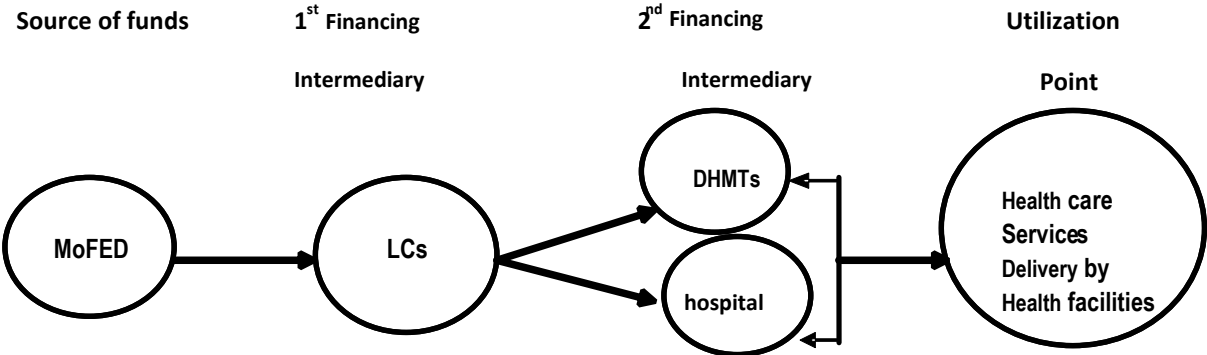 Source of funds
1st Financing
Intermediary
2nd Financing
Intermediary
Utilization
Point
MoFED
LCs
DHMTs
hospital
Health care
Services
Delivery by
Health facilities